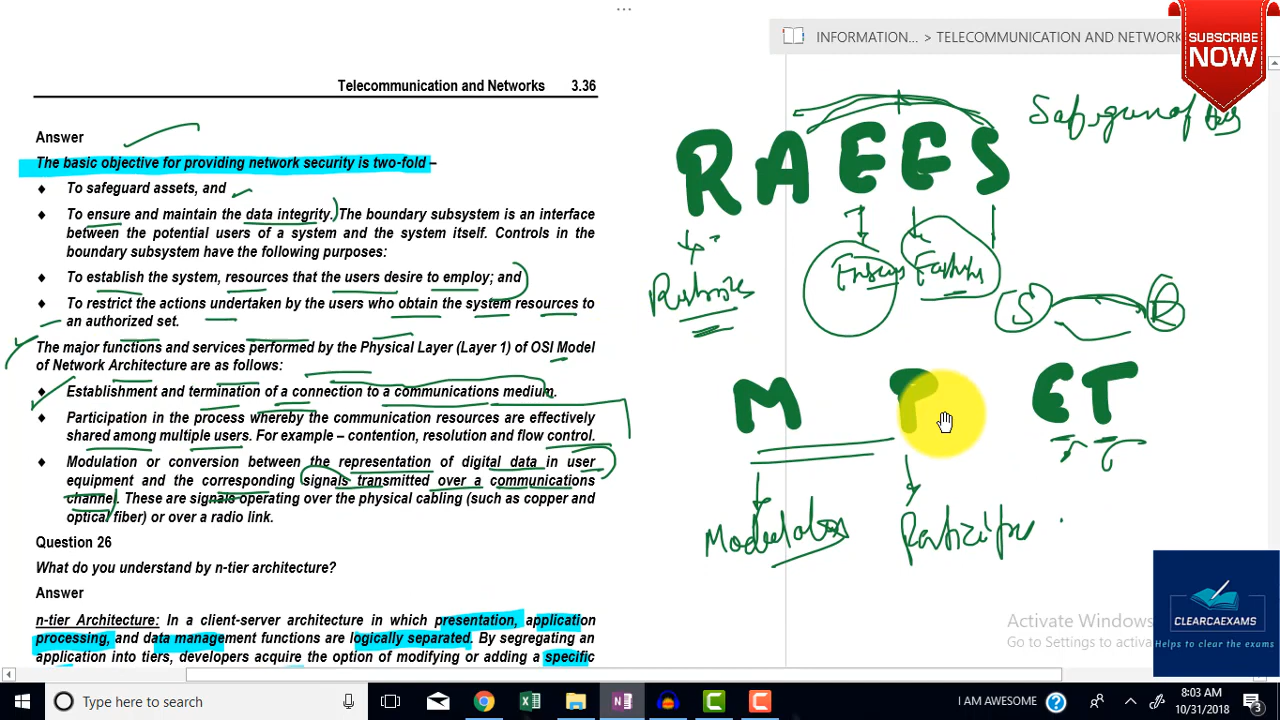 INFORMATION... > TELECOMMUNICATION AND NETWORK
SUBSCRIBE
NOW
Telecommunication and Networks 3.36
Answer
The basic objective for providing network security is two-fold –
♦ To safeguard assets, and
♦ To ensure and maintain the data integrity. The boundary subsystem is an interface
between the potential users of a system and the system itself. Controls in the
boundary subsystem have the following purposes:
♦ To establish the system, resources that the users desire to employ; and
♦ To restrict the actions undertaken by the users who obtain the system resources to
an authorized set.
The major functions and services performed by the Physical Layer (Layer 1) of OSI Model
of Network Architecture are as follows:
♦ Establishment and termination of a connection to a communications medium.
♦ Participation in the process whereby the communication resources are effectively
shared among multiple users. For example – contention, resolution and flow control.
♦ Modulation or conversion between the representation of digital data in user
equipment and the corresponding signals transmitted over a communications
channel. These are signals operating over the physical cabling (such as copper and
optical fiber) or over a radio link.
Question 26
What do you understand by n-tier architecture?
Answer
n-tier Architecture: In a client-server architecture in which presentation, application
processing, and data management functions are logically separated. By segregating an
application into tiers, developers acquire the option of modifying or adding a specific
RAEES
S R
M P ET
Activate Windows
Go to Settings to activa
CLEARCAEXAMS
Helps to clear the exams
Type here to search
I AM AWESOME
8:03 AM
10/31/2018
3